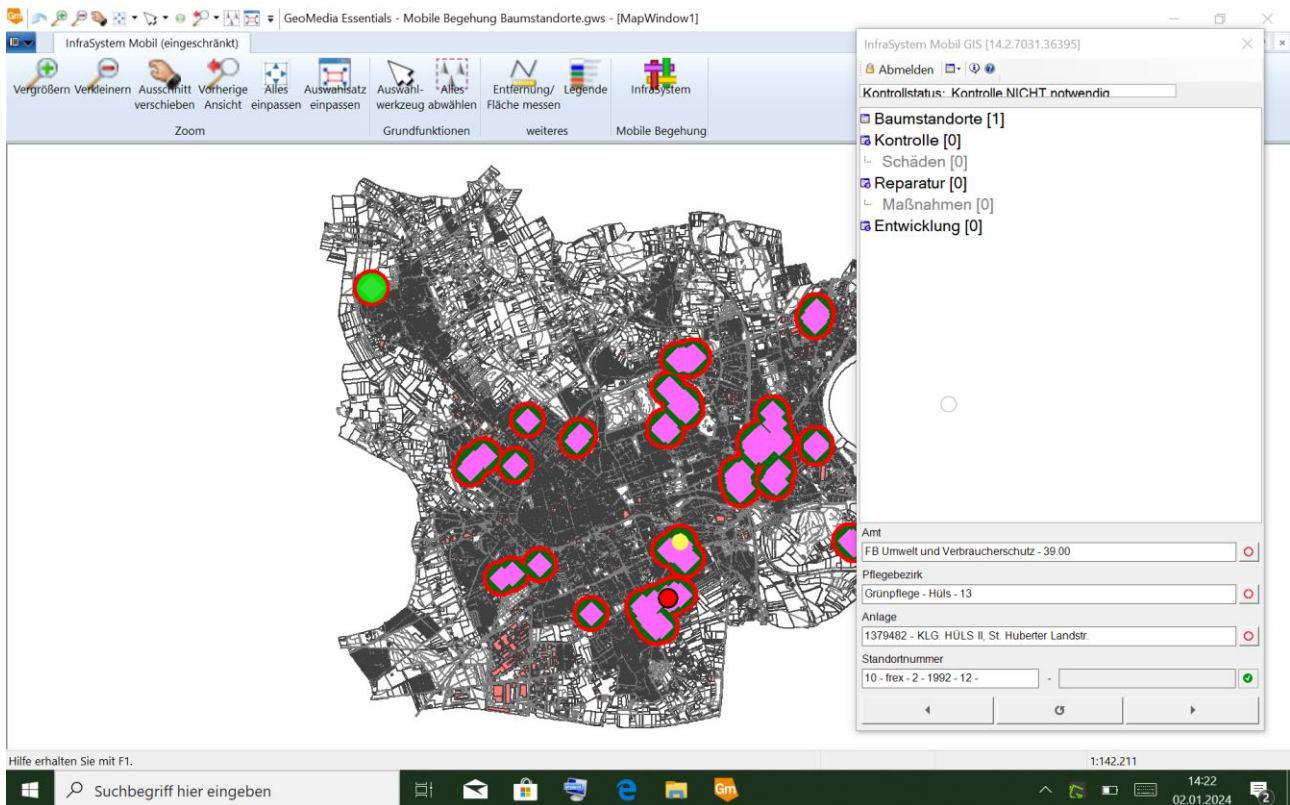 GeoMedia Essentials - Mobile Begehung Baumstandorte.gws - [MapWindow1]
InfraSystem Mobil (eingeschränkt)
Vergrößern
Verkleinern
Ausschnitt verschieben
Vorherige Ansicht
Alles einpassen
Auswahlsatz einpassen
Auswahl-werkzeug
Alles abwählen
Entfernung/ Fläche messen
Legende
InfraSystem
Zoom
Grundfunktionen
weiteres
Mobile Begehung
InfraSystem Mobil GIS [14.2.7031.36395]
Abmelden
Kontrollstatus: Kontrolle NICHT notwendig
Baumstandorte [1]
Kontrolle [0]
Schäden [0]
Reparatur [0]
Maßnahmen [0]
Entwicklung [0]
Amt
FB Umwelt und Verbraucherschutz - 39.00
Pflegebezirk
Grünpflege - Hüls - 13
Anlage
1379482 - KLG. HÜLS II, St. Huberter Landstr.
Standortnummer
10 - frex - 2 - 1992 - 12 -
-
Hilfe erhalten Sie mit F1.
1:142.211
Suchbegriff hier eingeben
Gm
14:22
02.01.2024
2